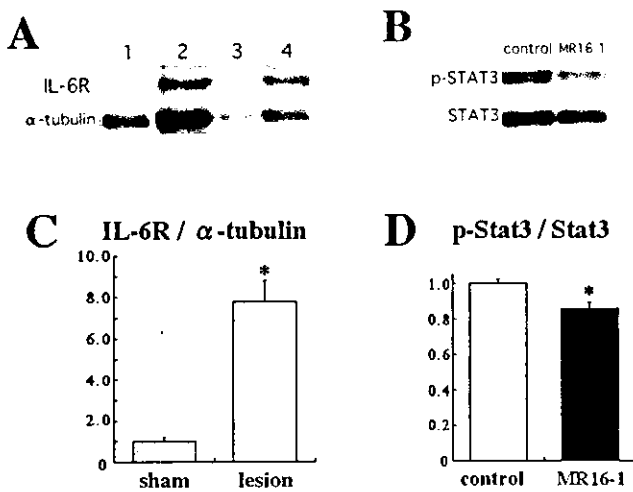 A
1 2 3 4
IL-6R
α-tubulin
B
control MR16-1
p-STAT3
STAT3
C
IL-6R / α-tubulin
10.0
8.0
6.0
4.0
2.0
0
*
sham lesion
D
p-Stat3 / Stat3
1.0
0.8
0.6
0.4
0.2
0
*
control MR16-1